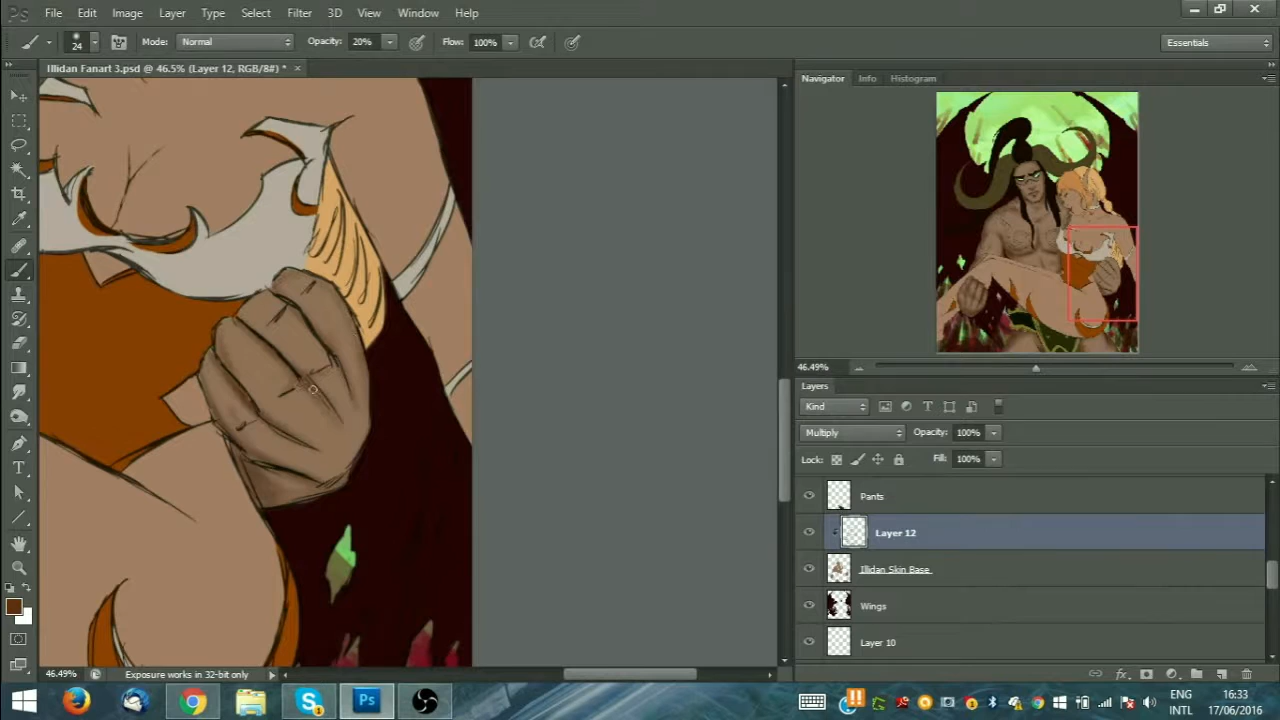 Ps File Edit Image Layer Type Select Filter 3D View Window Help
24 Mode: Normal Opacity: 20% Flow: 100% Essentials
Illidan Fanart 3.psd @ 46.5% (Layer 12, RGB/8#) * ×
Navigator Info Histogram
46.49%
Layers
Kind
Multiply Opacity: 100%
Lock: Fill: 100%
Pants
Layer 12
Illidan Skin Base
Wings
Layer 10
46.49% Exposure works in 32-bit only
ENG 16:33
INTL 17/06/2016